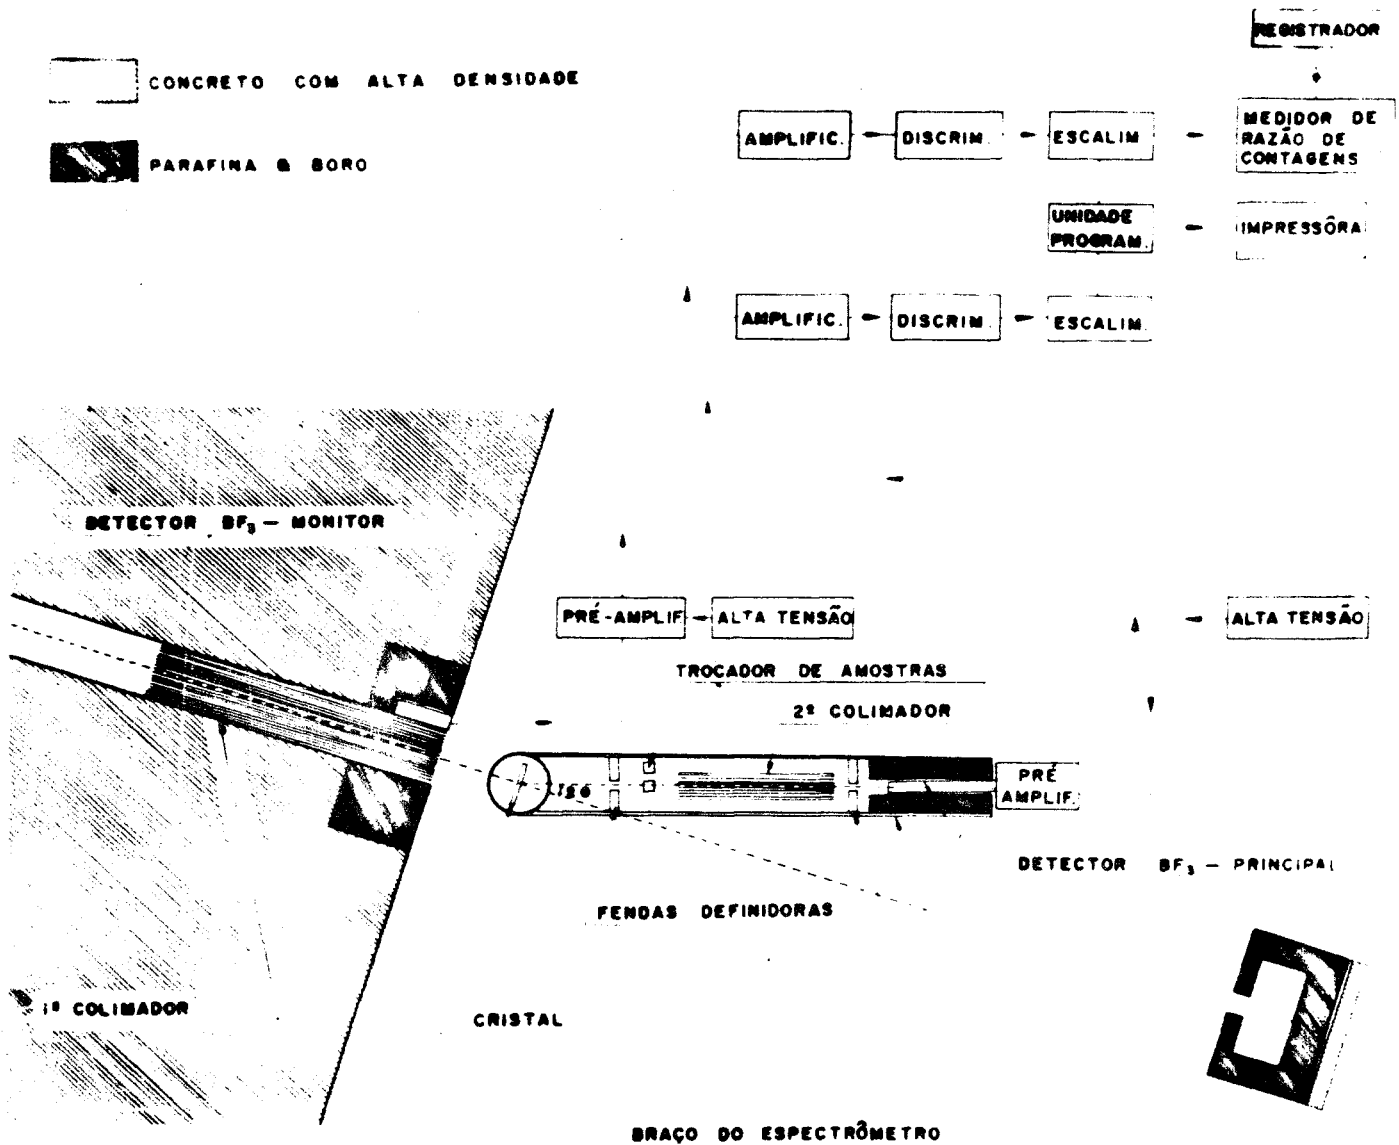 REGISTRADOR
CONCRETO COM ALTA DENSIDADE
PARAFINA & BORO
AMPLIFIC.
DISCRIM.
ESCALIM
MEDIDOR DE
RAZÃO DE
CONTAGENS
UNIDADE
PROGRAM.
IMPRESSÔRA
AMPLIFIC.
DISCRIM.
ESCALIM.
DETECTOR BF₃ — MONITOR
PRÉ-AMPLIF
ALTA TENSÃO
ALTA TENSÃO
TROCADOR DE AMOSTRAS
2º COLIMADOR
PRÉ
AMPLIF.
DETECTOR BF₃ — PRINCIPAL
FENDAS DEFINIDORAS
1º COLIMADOR
CRISTAL
BRAÇO DO ESPECTRÔMETRO